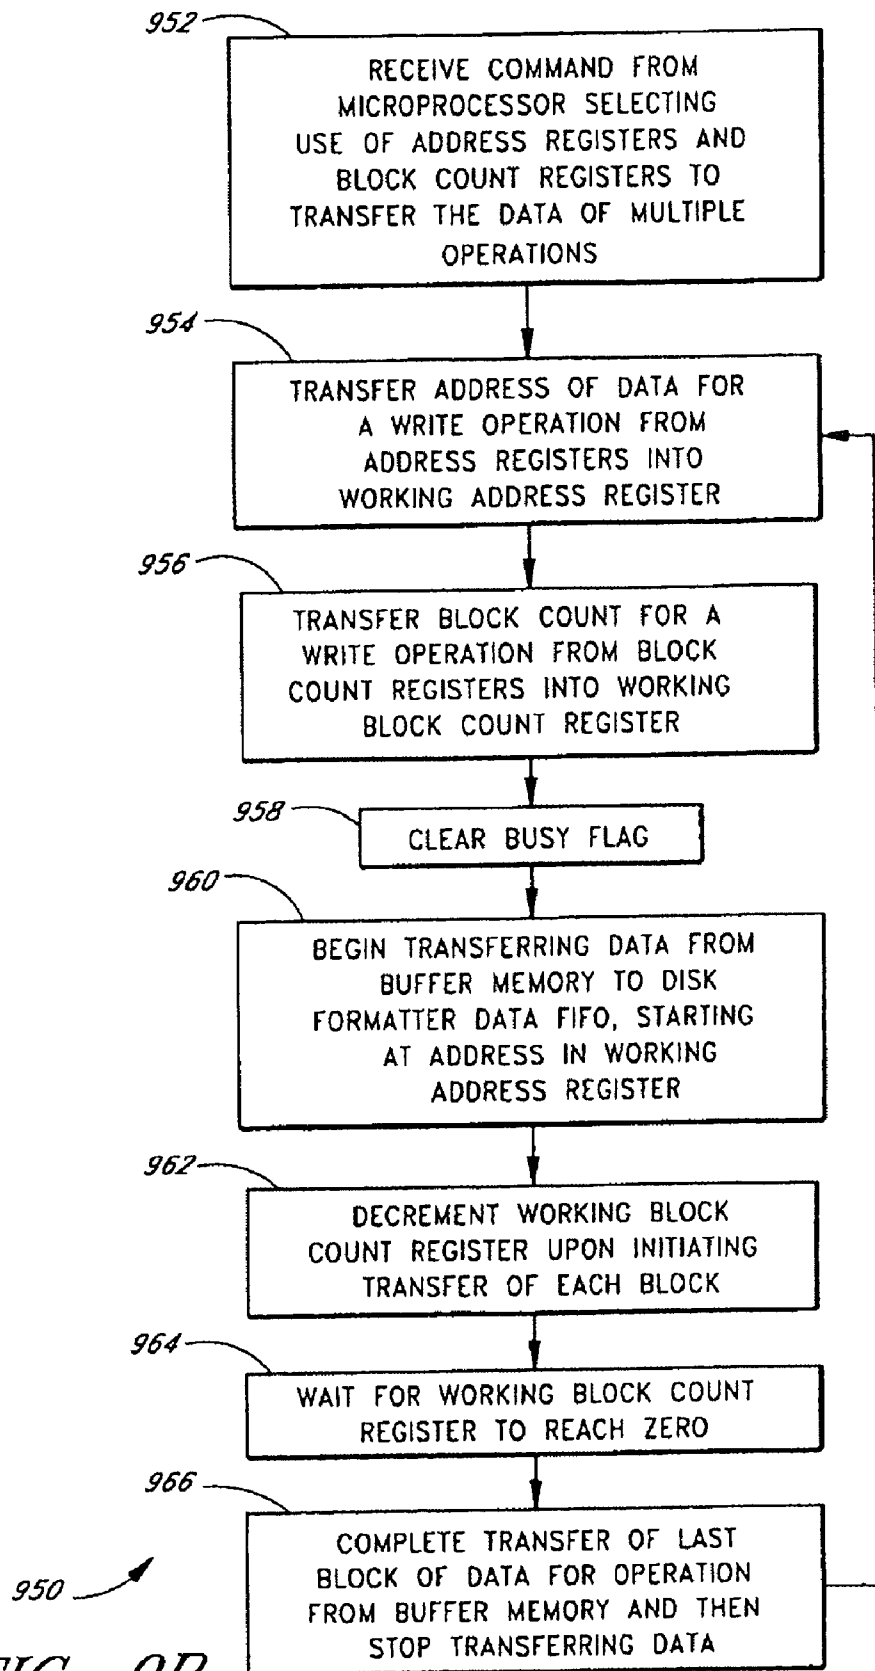 952
RECEIVE COMMAND FROM
MICROPROCESSOR SELECTING
USE OF ADDRESS REGISTERS AND
BLOCK COUNT REGISTERS TO
TRANSFER THE DATA OF MULTIPLE
OPERATIONS
954
TRANSFER ADDRESS OF DATA FOR
A WRITE OPERATION FROM
ADDRESS REGISTERS INTO
WORKING ADDRESS REGISTER
956
TRANSFER BLOCK COUNT FOR A
WRITE OPERATION FROM BLOCK
COUNT REGISTERS INTO WORKING
BLOCK COUNT REGISTER
958
CLEAR BUSY FLAG
960
BEGIN TRANSFERRING DATA FROM
BUFFER MEMORY TO DISK
FORMATTER DATA FIFO, STARTING
AT ADDRESS IN WORKING
ADDRESS REGISTER
962
DECREMENT WORKING BLOCK
COUNT REGISTER UPON INITIATING
TRANSFER OF EACH BLOCK
964
WAIT FOR WORKING BLOCK COUNT
REGISTER TO REACH ZERO
966
COMPLETE TRANSFER OF LAST
BLOCK OF DATA FOR OPERATION
FROM BUFFER MEMORY AND THEN
STOP TRANSFERRING DATA
950